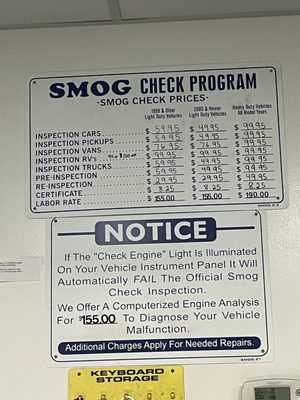 SMOG CHECK PROGRAM
-SMOG CHECK PRICES-
1999 & Older Light Duty Vehicles 2000 & Newer Light Duty Vehicles Heavy Duty Vehicles All Model Years
INSPECTION CARS $ 59.95 $ 49.95 $ 99.95
INSPECTION PICKUPS $ 59.95 $ 49.95 $ 99.95
INSPECTION VANS $ 76.95 $ 76.95 $ 99.95
INSPECTION RV's $ 99.95 $ 99.95 $ 99.95
INSPECTION TRUCKS $ 59.95 $ 49.95 $ 99.95
PRE-INSPECTION $ 59.95 $ 49.95 $ 99.95
RE-INSPECTION $ 29.95 $ 29.95 $ 29.95
CERTIFICATE $ 8.25 $ 8.25 $ 8.25
LABOR RATE $ 155.00 $ 155.00 $ 190.00
NOTICE
If The "Check Engine" Light Is Illuminated
On Your Vehicle Instrument Panel It Will
Automatically FAIL The Official Smog
Check Inspection.
We Offer A Computerized Engine Analysis
For $155.00 To Diagnose Your Vehicle
Malfunction.
Additional Charges Apply For Needed Repairs.
KEYBOARD
STORAGE